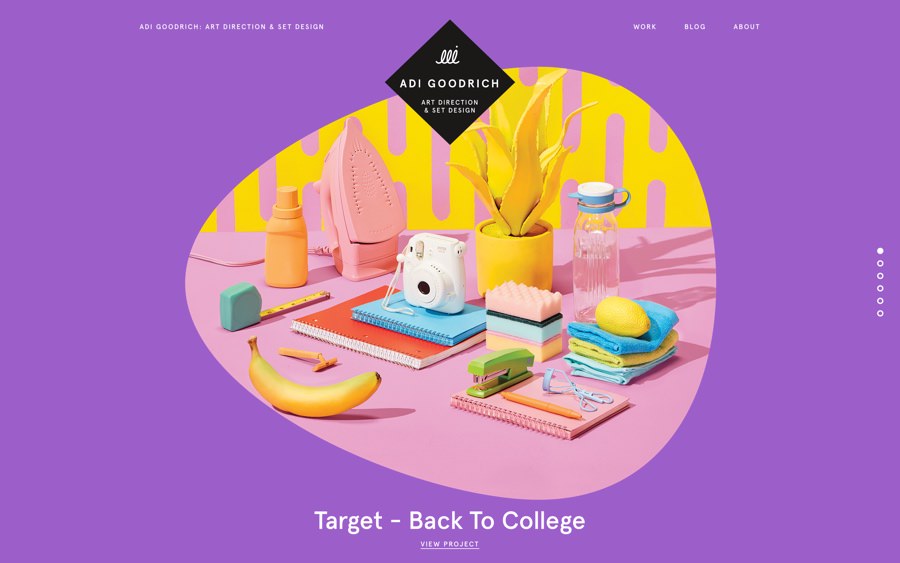 ADI GOODRICH: ART DIRECTION & SET DESIGN
WORK
BLOG
ABOUT
ADI GOODRICH
ART DIRECTION
& SET DESIGN
Target – Back To College
VIEW PROJECT